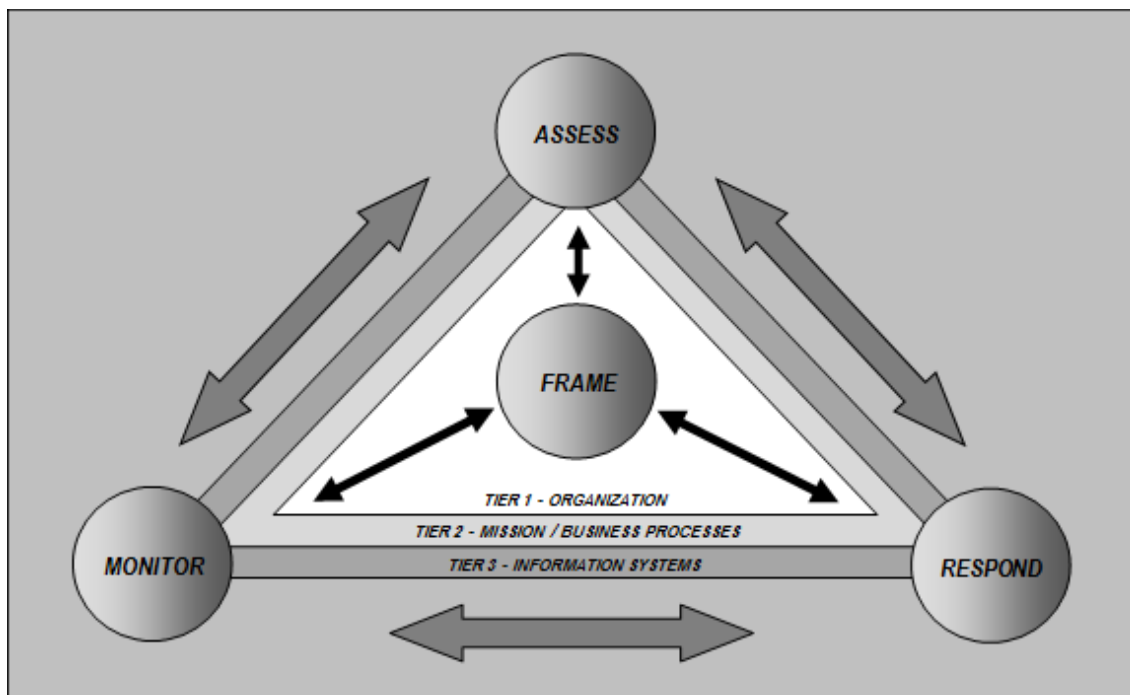 ASSESS
FRAME
TIER 1 - ORGANIZATION
TIER 2 - MISSION / BUSINESS PROCESSES
MONITOR
TIER 3 - INFORMATION SYSTEMS
RESPOND